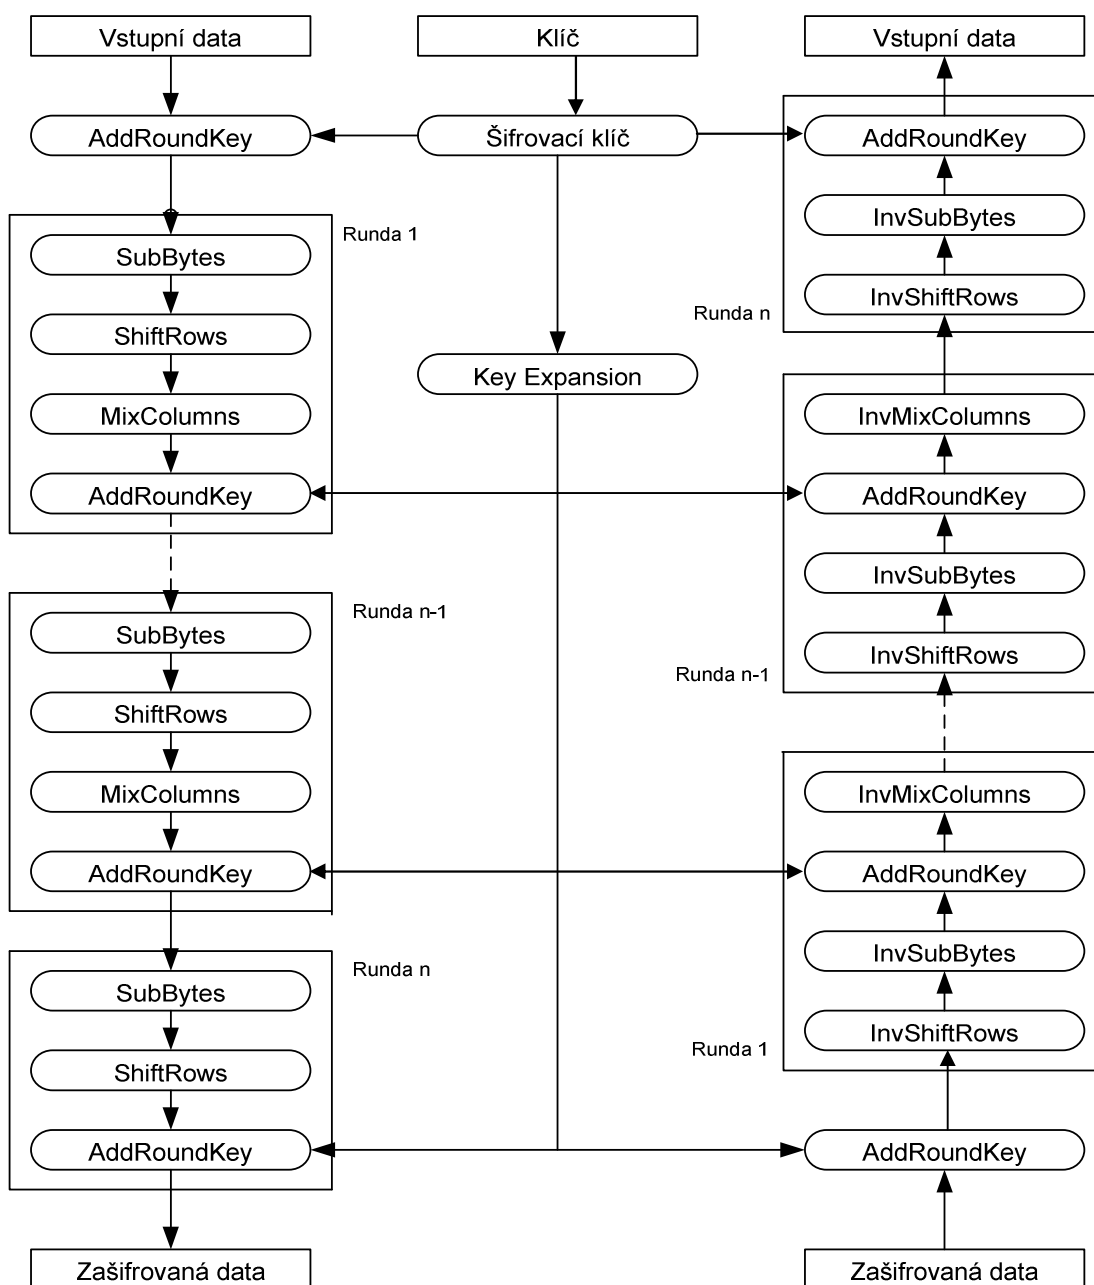 Vstupní data
Klíč
Vstupní data
AddRoundKey
Šifrovací klíč
AddRoundKey
InvSubBytes
Runda 1
SubBytes
InvShiftRows
Runda n
ShiftRows
Key Expansion
MixColumns
InvMixColumns
AddRoundKey
AddRoundKey
InvSubBytes
Runda n-1
SubBytes
InvShiftRows
Runda n-1
ShiftRows
MixColumns
InvMixColumns
AddRoundKey
AddRoundKey
InvSubBytes
Runda n
SubBytes
InvShiftRows
Runda 1
ShiftRows
AddRoundKey
AddRoundKey
Zašifrovaná data
Zašifrovaná data